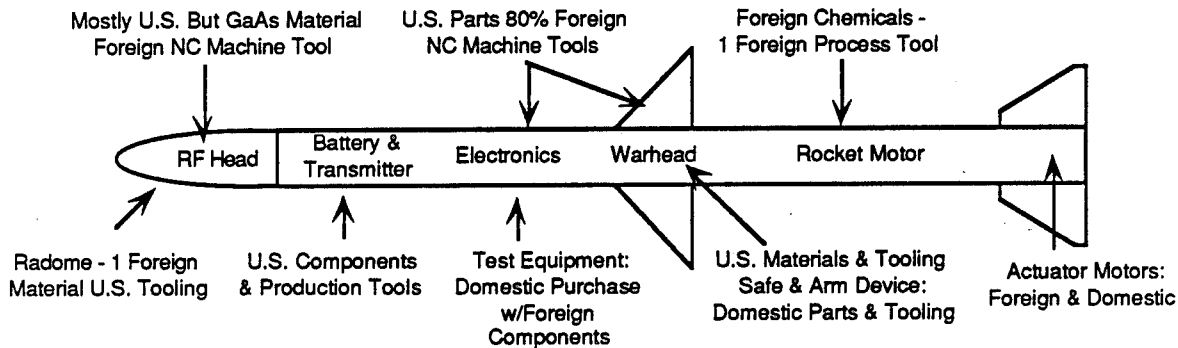 Mostly U.S. But GaAs Material
Foreign NC Machine Tool
U.S. Parts 80% Foreign
NC Machine Tools
Foreign Chemicals -
1 Foreign Process Tool
RF Head
Battery &
Transmitter
Electronics
Warhead
Rocket Motor
Radome - 1 Foreign
Material U.S. Tooling
U.S. Components
& Production Tools
Test Equipment:
Domestic Purchase
w/Foreign
Components
U.S. Materials & Tooling
Safe & Arm Device:
Domestic Parts & Tooling
Actuator Motors:
Foreign & Domestic